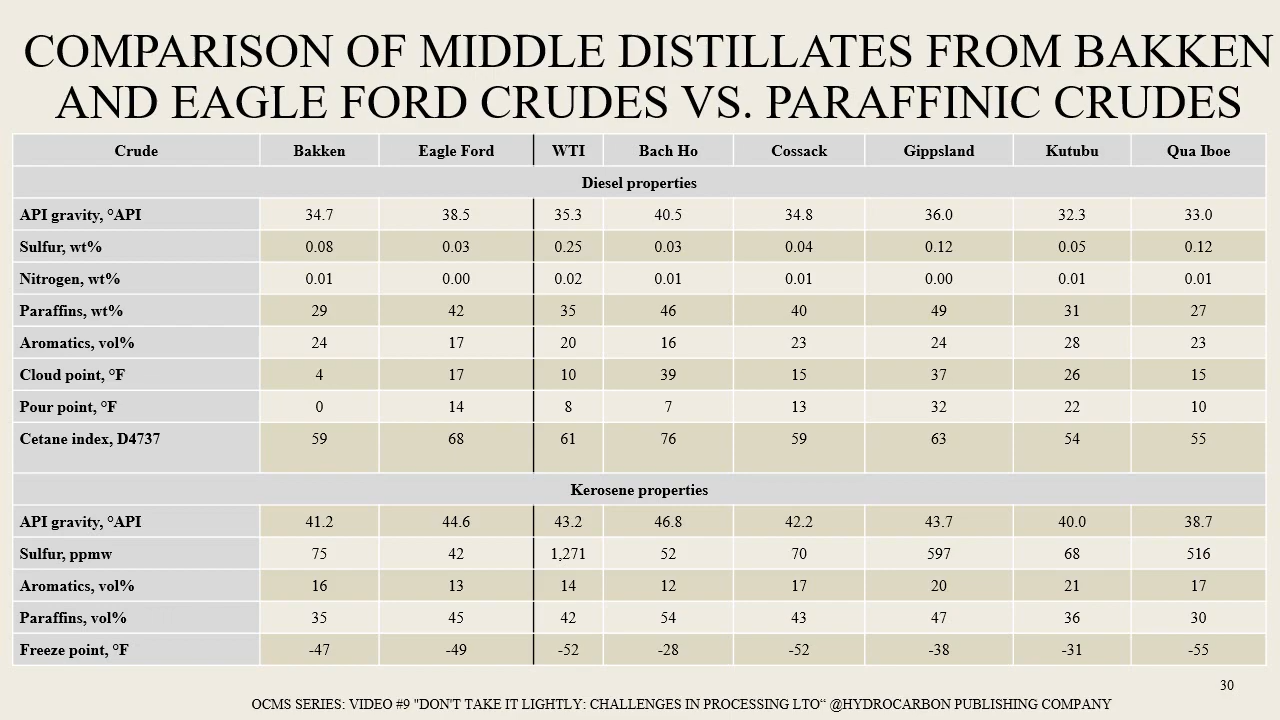 COMPARISON OF MIDDLE DISTILLATES FROM BAKKEN
AND EAGLE FORD CRUDES VS. PARAFFINIC CRUDES
Crude Bakken Eagle Ford WTI Bach Ho Cossack Gippsland Kutubu Qua Iboe
Diesel properties
API gravity, °API 34.7 38.5 35.3 40.5 34.8 36.0 32.3 33.0
Sulfur, wt% 0.08 0.03 0.25 0.03 0.04 0.12 0.05 0.12
Nitrogen, wt% 0.01 0.00 0.02 0.01 0.01 0.00 0.01 0.01
Paraffins, wt% 29 42 35 46 40 49 31 27
Aromatics, vol% 24 17 20 16 23 24 28 23
Cloud point, °F 4 17 10 39 15 37 26 15
Pour point, °F 0 14 8 7 13 32 22 10
Cetane index, D4737 59 68 61 76 59 63 54 55
Kerosene properties
API gravity, °API 41.2 44.6 43.2 46.8 42.2 43.7 40.0 38.7
Sulfur, ppmw 75 42 1,271 52 70 597 68 516
Aromatics, vol% 16 13 14 12 17 20 21 17
Paraffins, vol% 35 45 42 54 43 47 36 30
Freeze point, °F -47 -49 -52 -28 -52 -38 -31 -55
30
OCMS SERIES: VIDEO #9 "DON'T TAKE IT LIGHTLY: CHALLENGES IN PROCESSING LTO“ @HYDROCARBON PUBLISHING COMPANY